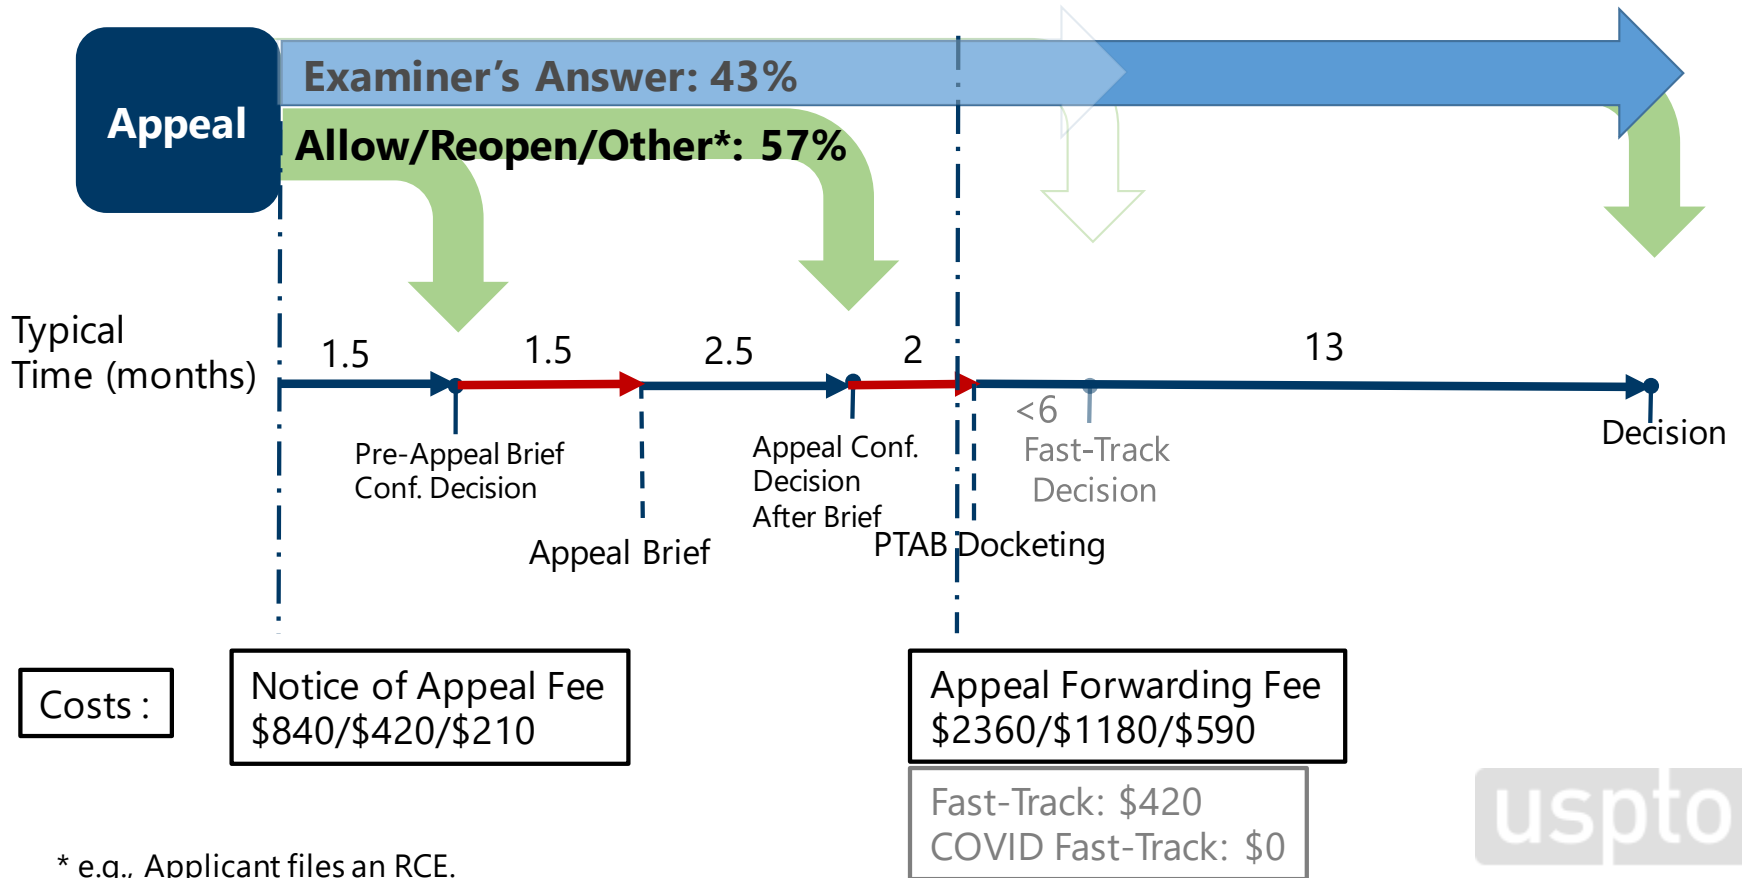 Appeal
Examiner's Answer: 43%
Allow/Reopen/Other*: 57%
Typical
Time (months)
1.5
1.5
2.5
2
13
<6
Fast-Track
Decision
Decision
Pre-Appeal Brief
Conf. Decision
Appeal Conf.
Decision
After Brief
Appeal Brief
PTAB Docketing
Costs :
Notice of Appeal Fee
$840/$420/$210
Appeal Forwarding Fee
$2360/$1180/$590
Fast-Track: $420
COVID Fast-Track: $0
uspto
* e.g., Applicant files an RCE.